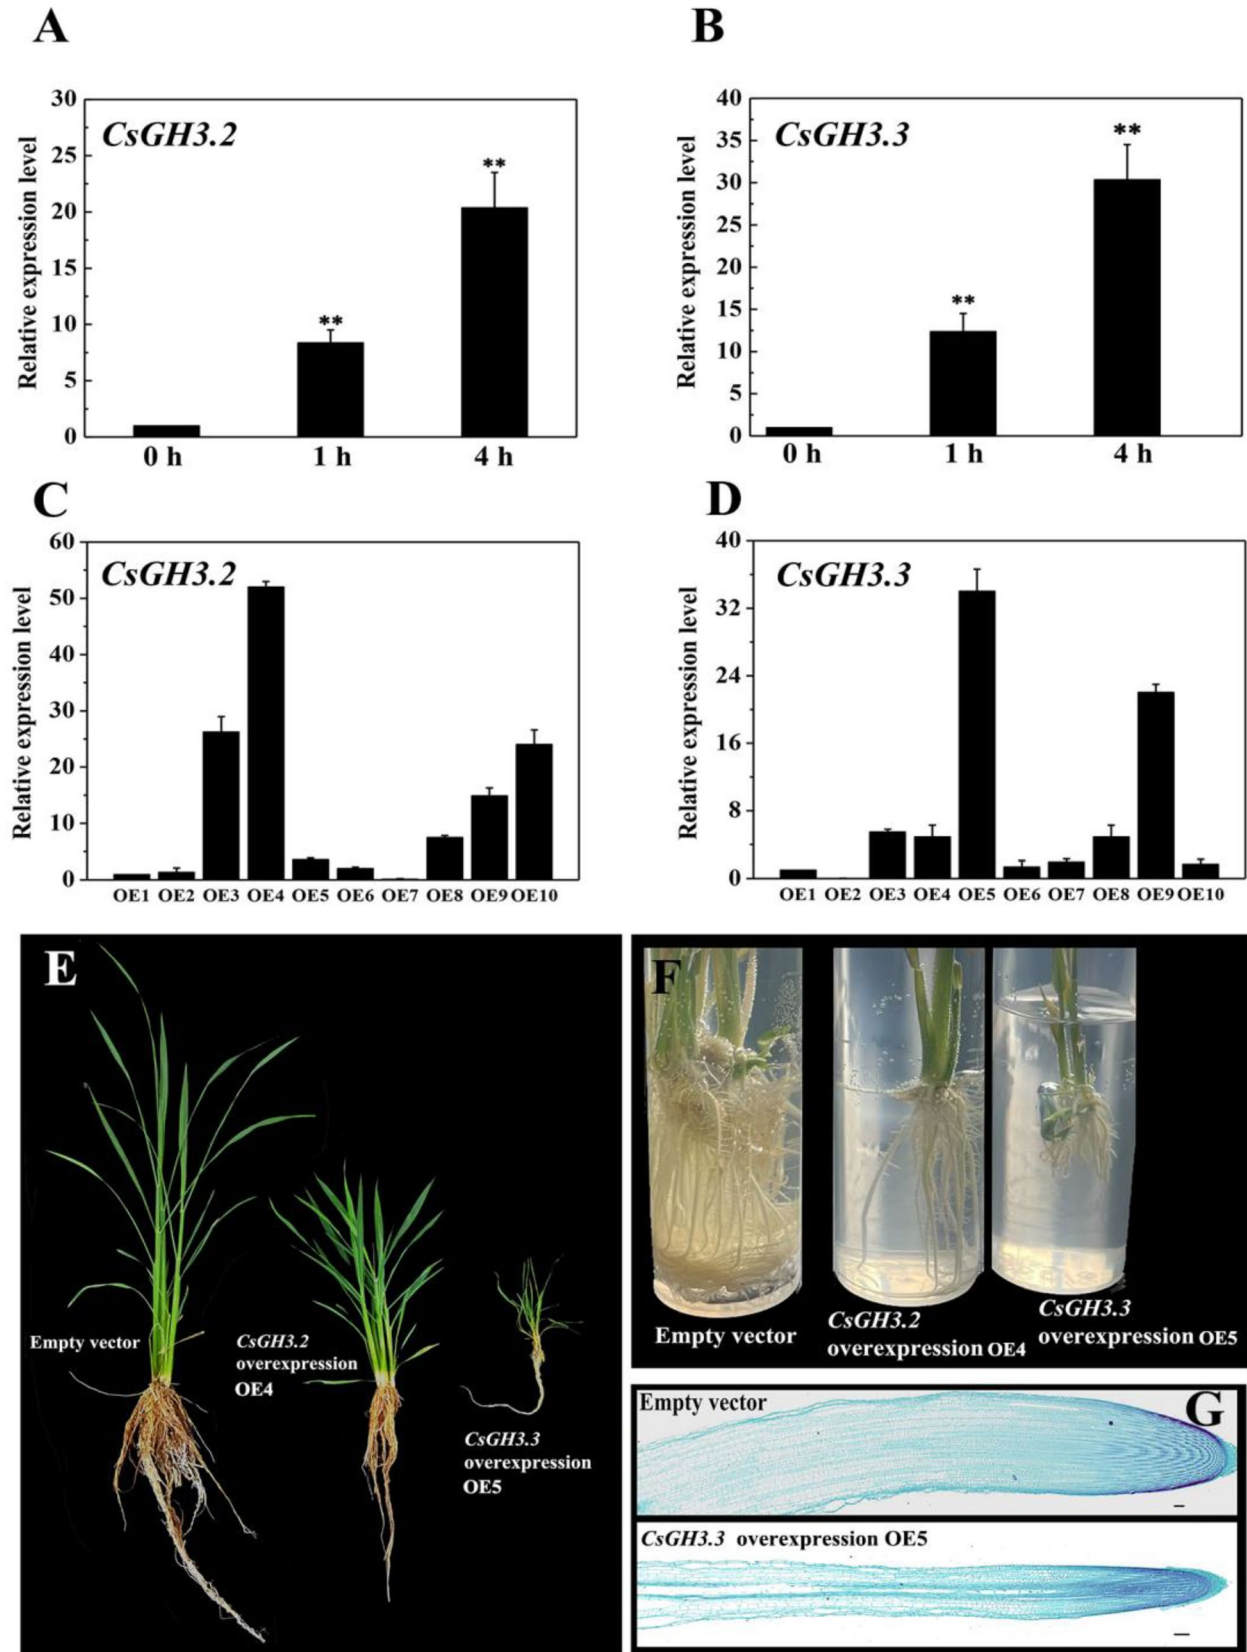 A
B
Relative expression level
30
25
20
15
10
5
0
CsGH3.2
**
**
0 h
1 h
4 h
Relative expression level
40
35
30
25
20
15
10
5
0
CsGH3.3
**
**
0 h
1 h
4 h
C
D
Relative expression level
60
50
40
30
20
10
0
CsGH3.2
OE1 OE2 OE3 OE4 OE5 OE6 OE7 OE8 OE9 OE10
Relative expression level
40
32
24
16
8
0
CsGH3.3
OE1 OE2 OE3 OE4 OE5 OE6 OE7 OE8 OE9 OE10
E
Empty vector
CsGH3.2
overexpression
OE4
CsGH3.3
overexpression
OE5
F
Empty vector
CsGH3.2
overexpression OE4
CsGH3.3
overexpression OE5
G
Empty vector
CsGH3.3 overexpression OE5